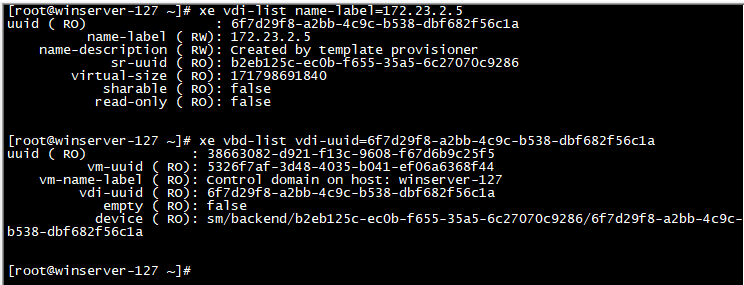 [root@winserver-127 ~]# xe vdi-list name-label=172.23.2.5
uuid ( RO)                : 6f7d29f8-a2bb-4c9c-b538-dbf682f56c1a
          name-label ( RW): 172.23.2.5
    name-description ( RW): Created by template provisioner
             sr-uuid ( RO): b2eb125c-ec0b-f655-35a5-6c27070c9286
        virtual-size ( RO): 171798691840
            sharable ( RO): false
           read-only ( RO): false
[root@winserver-127 ~]# xe vbd-list vdi-uuid=6f7d29f8-a2bb-4c9c-b538-dbf682f56c1a
uuid ( RO)             : 38663082-d921-f13c-9608-f67d6b9c25f5
          vm-uuid ( RO): 5326f7af-3d48-4035-b041-ef06a6368f44
    vm-name-label ( RO): Control domain on host: winserver-127
         vdi-uuid ( RO): 6f7d29f8-a2bb-4c9c-b538-dbf682f56c1a
            empty ( RO): false
           device ( RO): sm/backend/b2eb125c-ec0b-f655-35a5-6c27070c9286/6f7d29f8-a2bb-4c9c-
b538-dbf682f56c1a
[root@winserver-127 ~]#